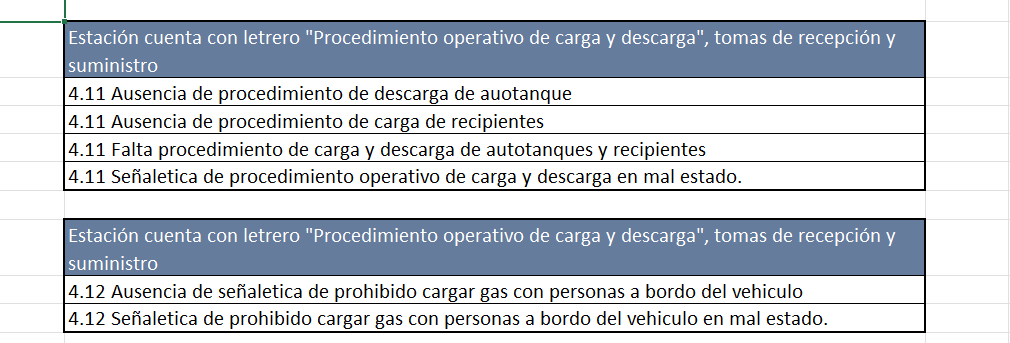 Estación cuenta con letrero "Procedimiento operativo de carga y descarga", tomas de recepción y
suministro
4.11 Ausencia de procedimiento de descarga de auotanque
4.11 Ausencia de procedimiento de carga de recipientes
4.11 Falta procedimiento de carga y descarga de autotanques y recipientes
4.11 Señaletica de procedimiento operativo de carga y descarga en mal estado.
Estación cuenta con letrero "Procedimiento operativo de carga y descarga", tomas de recepción y
suministro
4.12 Ausencia de señaletica de prohibido cargar gas con personas a bordo del vehiculo
4.12 Señaletica de prohibido cargar gas con personas a bordo del vehiculo en mal estado.